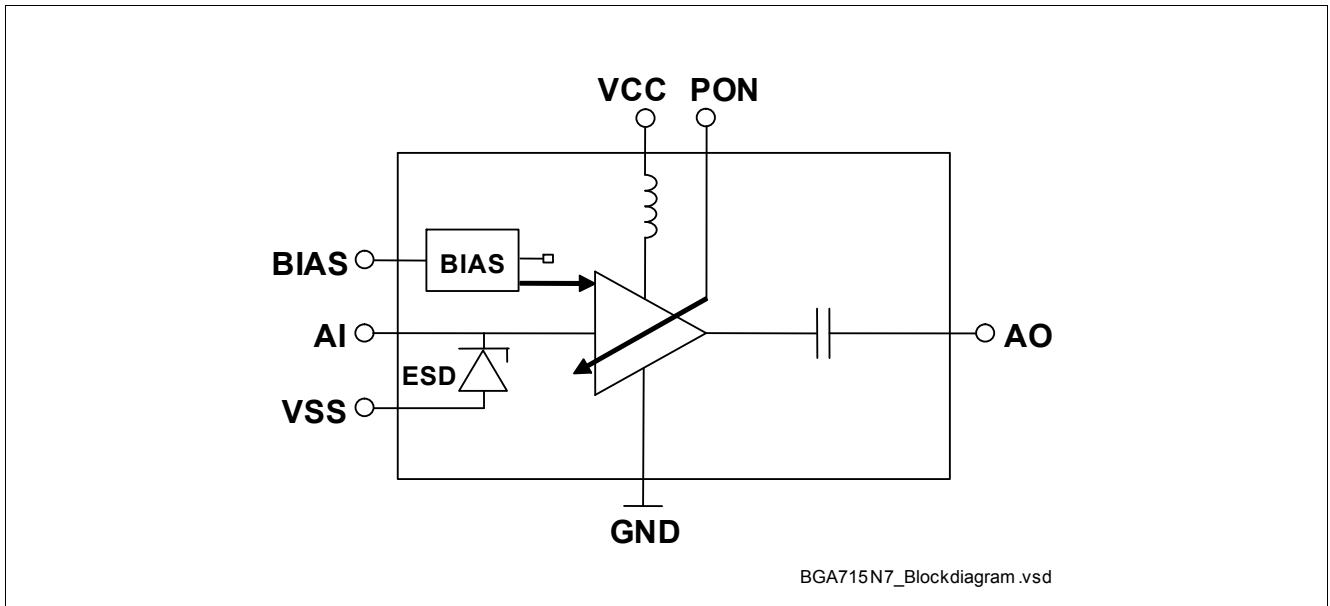 VCC PON
BIAS
BIAS
AI
ESD
VSS
AO
GND
BGA715N7_Blockdiagram.vsd